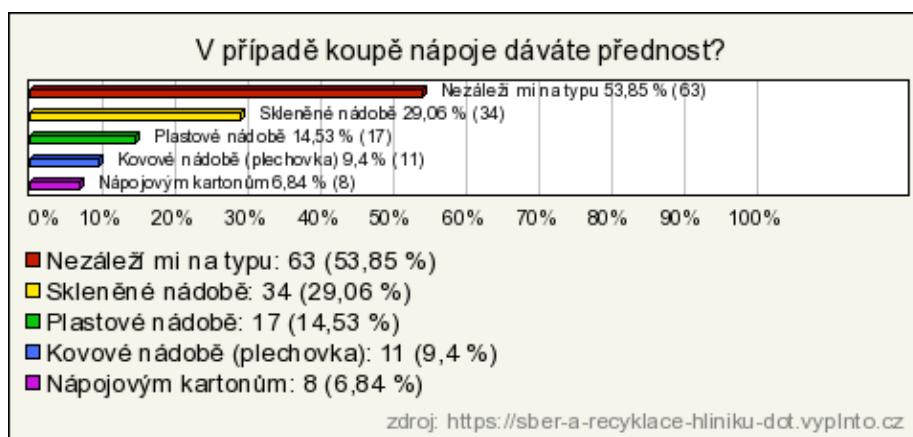 V případě koupě nápoje dáváte přednost?
Nezáleží mi na typu 53,85 % (63)
Skleněné nádobě 29,06 % (34)
Plastové nádobě 14,53 % (17)
Kovové nádobě (plechovka) 9,4 % (11)
Nápojovým kartonům 6,84 % (8)
0% 10% 20% 30% 40% 50% 60% 70% 80% 90% 100%
Nezáleží mi na typu: 63 (53,85 %)
Skleněné nádobě: 34 (29,06 %)
Plastové nádobě: 17 (14,53 %)
Kovové nádobě (plechovka): 11 (9,4 %)
Nápojovým kartonům: 8 (6,84 %)
zdroj: https://sber-a-recyklace-hliniku-dot.vyplnto.cz